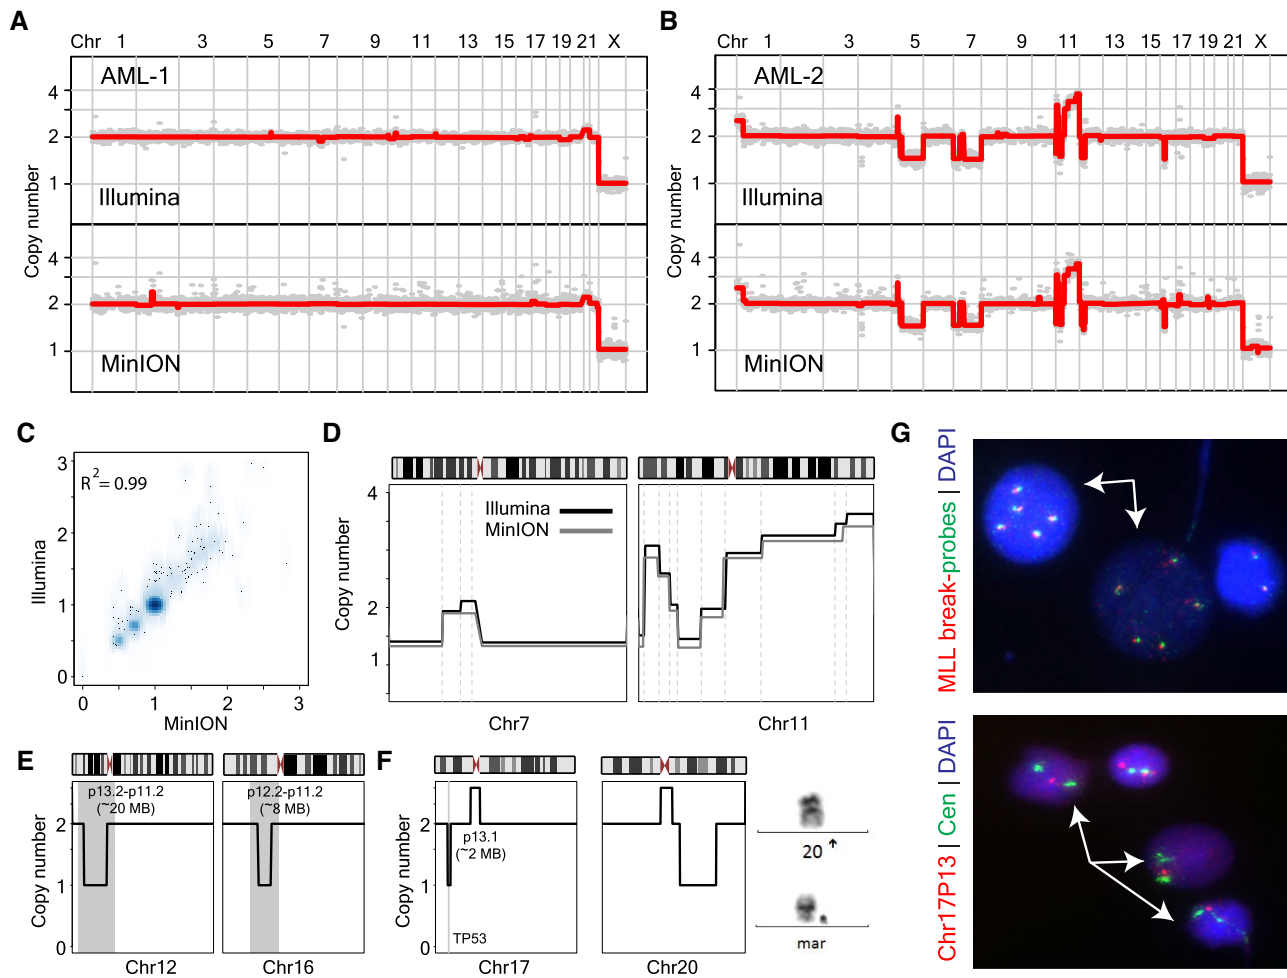 A
Chr 1 3 5 7 9 11 13 15 17 19 21 X
AML-1
4
2
1
Illumina
Copy number
4
2
1
MinION
B
Chr 1 3 5 7 9 11 13 15 17 19 21 X
AML-2
4
2
1
Illumina
Copy number
4
2
1
MinION
C
R2= 0.99
3
2
1
0
Illumina
0 1 2 3
MinION
D
4
2
1
Copy number
Illumina
MinION
Chr7
Chr11
E
p13.2-p11.2
(~20 MB)
p12.2-p11.2
(~8 MB)
2
1
0
Copy number
Chr12
Chr16
F
2
1
0
Copy number
p13.1
(~2 MB)
TP53
Chr17
Chr20
20
mar
G
MLL break-probes | DAPI
Chr17P13 | Cen | DAPI